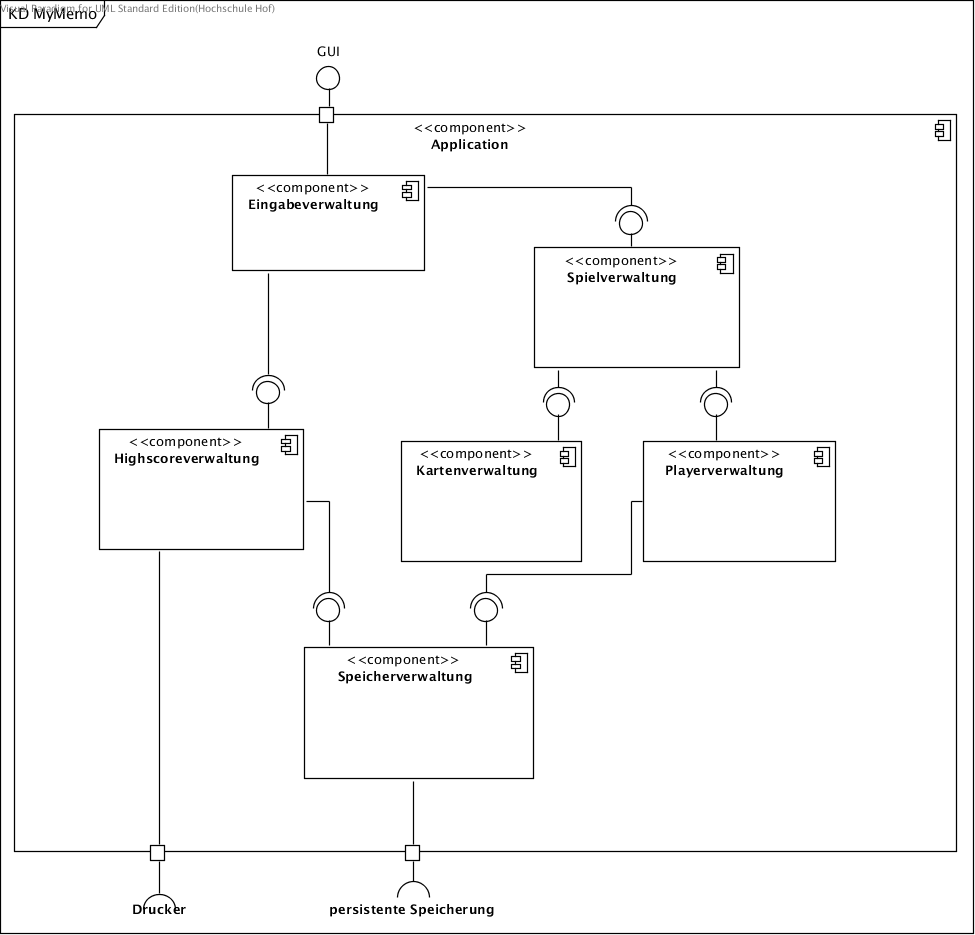 Visual Paradigm for UML Standard Edition(Hochschule Hof)
KD MyMemo
GUI
<<component>>
Application
<<component>>
Eingabeverwaltung
<<component>>
Spielverwaltung
<<component>>
Highscoreverwaltung
<<component>>
Kartenverwaltung
<<component>>
Playerverwaltung
<<component>>
Speicherverwaltung
Drucker
persistente Speicherung